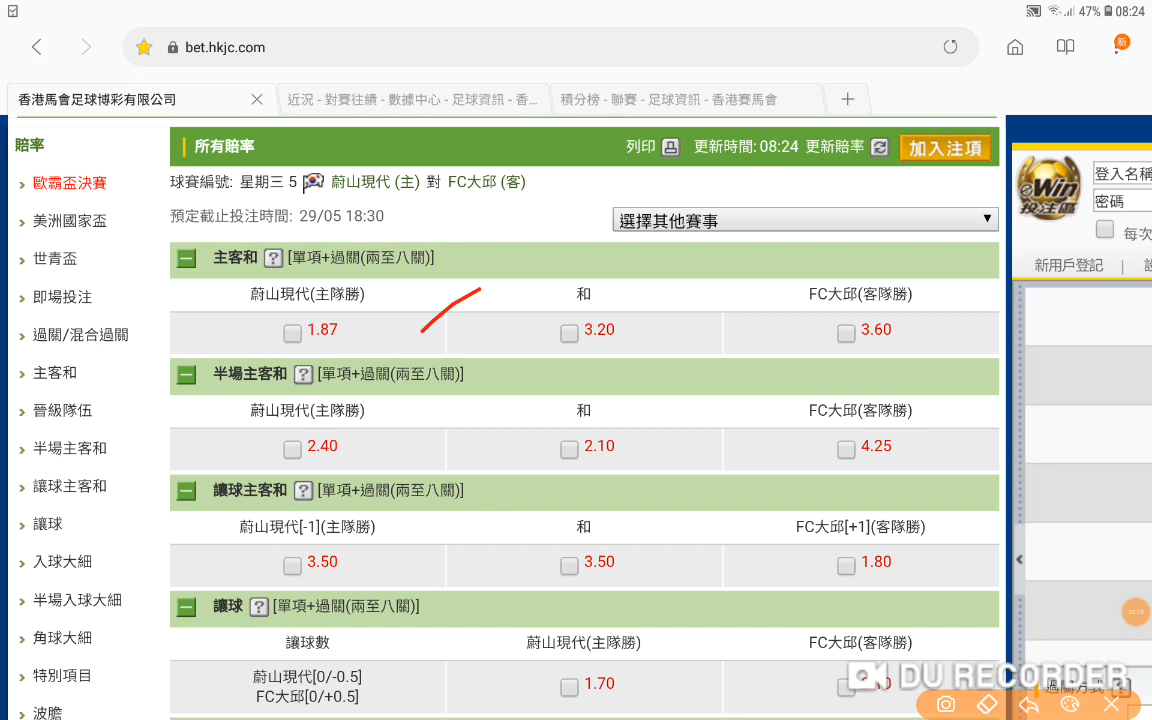 47% 08:24
bet.hkjc.com
新
香港馬會足球博彩有限公司
近況 - 對賽往績 - 數據中心 - 足球資訊 - 香...
積分榜 - 聯賽 - 足球資訊 - 香港賽馬會
賠率
歐霸盃決賽
美洲國家盃
世青盃
即場投注
過關/混合過關
主客和
晉級隊伍
半場主客和
讓球主客和
讓球
入球大細
半場入球大細
角球大細
特別項目
波膽
所有賠率
列印 更新時間: 08:24 更新賠率 加入注項
球賽編號: 星期三 5 蔚山現代 (主) 對 FC大邱 (客)
預定截止投注時間: 29/05 18:30
選擇其他賽事
主客和 ? [單項+過關(兩至八關)]
蔚山現代(主隊勝) 和 FC大邱(客隊勝)
1.87 3.20 3.60
半場主客和 ? [單項+過關(兩至八關)]
蔚山現代(主隊勝) 和 FC大邱(客隊勝)
2.40 2.10 4.25
讓球主客和 ? [單項+過關(兩至八關)]
蔚山現代[-1](主隊勝) 和 FC大邱[+1](客隊勝)
3.50 3.50 1.80
讓球 ? [單項+過關(兩至八關)]
讓球數 蔚山現代(主隊勝) FC大邱(客隊勝)
蔚山現代[0/-0.5]
FC大邱[0/+0.5]
1.70
eWin
投注區
登入名稱
密碼
每次
新用戶登記 |
過關方式 ?
DU RECORDER